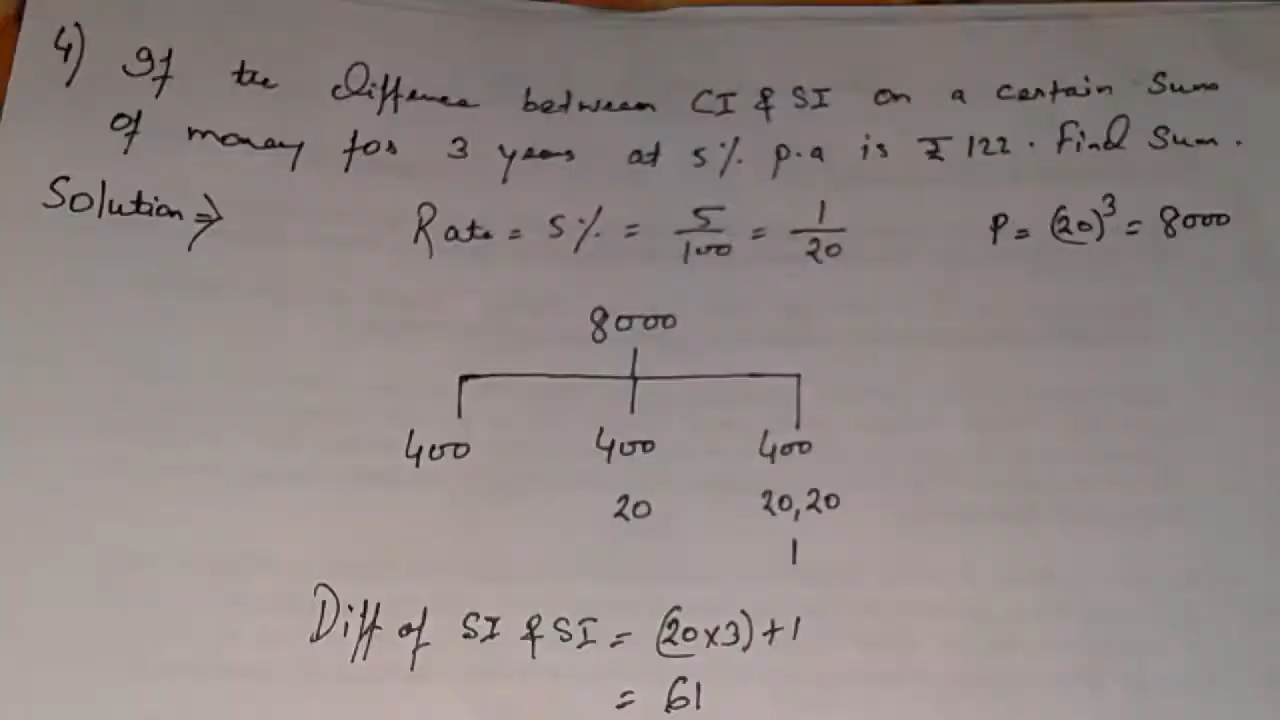 4) If the Difference between CI & SI on a certain Sum
of money for 3 years at 5% p.a is ₹ 122. Find Sum.
Solution ⇒ Rate = 5% = 5/100 = 1/20 P = (20)³ = 8000
8000
400 400 400
20 20,20
1
Diff of SI & SI = (20×3)+1
= 61